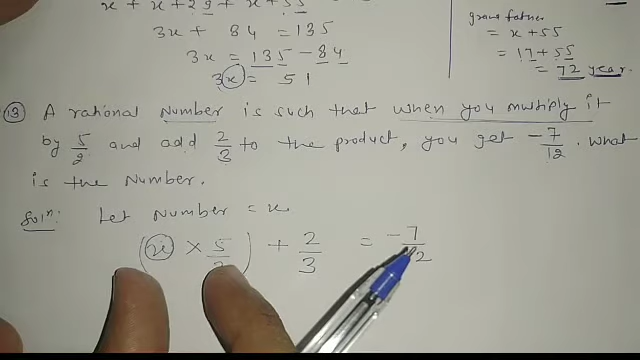 x + x + 29 + x + 55
3x + 84 = 135
3x = 135 - 84
3x = 51
grand father
= x + 55
= 17 + 55
= 72 year.
13 A rational Number is such that when you multiply it
by 5/2 and add 2/3 to the product, you get -7/12. what
is the Number.
Soln: Let Number = x
(x × 5/2) + 2/3 = -7/12